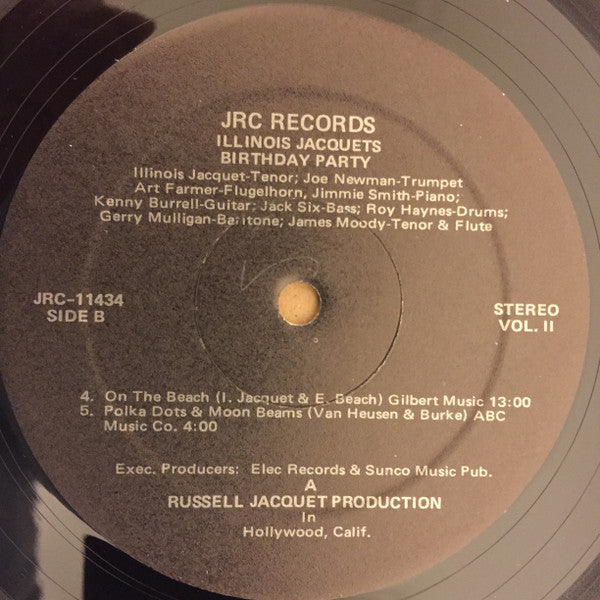 JRC RECORDS
ILLINOIS JACQUETS
BIRTHDAY PARTY
Illinois Jacquet-Tenor; Joe Newman-Trumpet
Art Farmer-Flugelhorn, Jimmie Smith-Piano;
Kenny Burrell-Guitar; Jack Six-Bass; Roy Haynes-Drums;
Gerry Mulligan-Baritone; James Moody-Tenor & Flute
JRC-11434
SIDE B
STEREO
VOL. II
4. On The Beach (I. Jacquet & E. Beach) Gilbert Music 13:00
5. Polka Dots & Moon Beams (Van Heusen & Burke) ABC
Music Co. 4:00
Exec. Producers: Elec Records & Sunco Music Pub.
A
RUSSELL JACQUET PRODUCTION
In
Hollywood, Calif.